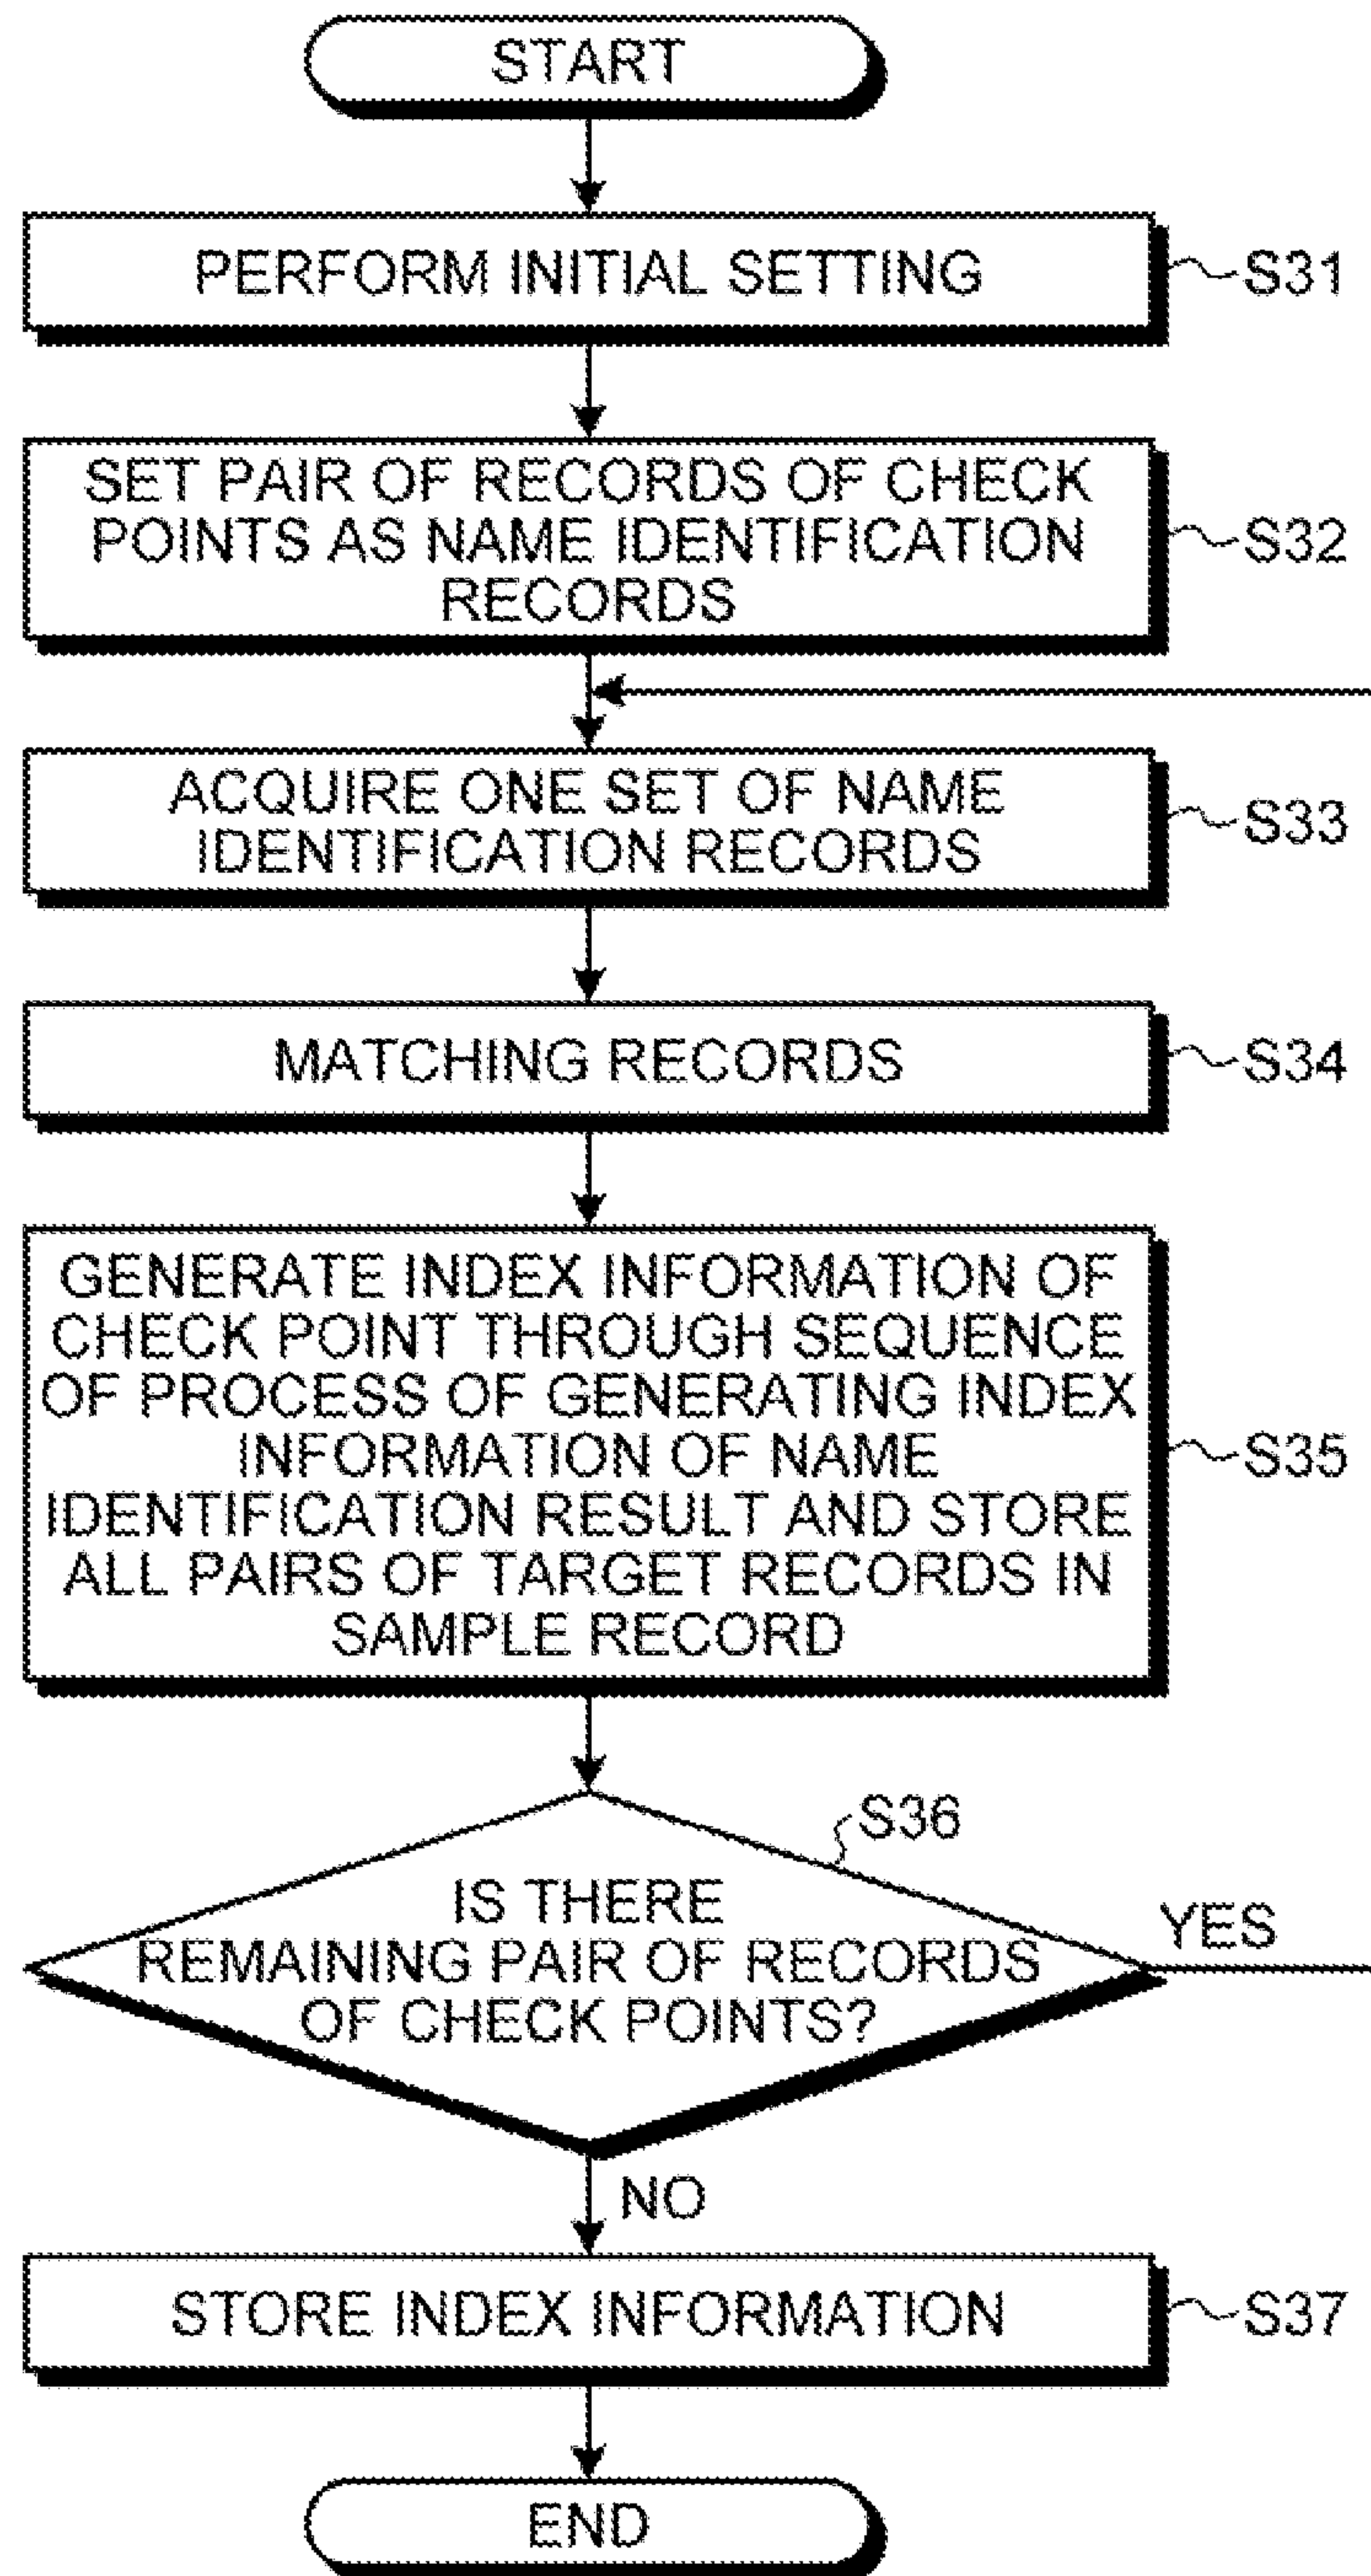 START
PERFORM INITIAL SETTING
S31
SET PAIR OF RECORDS OF CHECK
POINTS AS NAME IDENTIFICATION
RECORDS
S32
ACQUIRE ONE SET OF NAME
IDENTIFICATION RECORDS
S33
MATCHING RECORDS
S34
GENERATE INDEX INFORMATION OF
CHECK POINT THROUGH SEQUENCE
OF PROCESS OF GENERATING INDEX
INFORMATION OF NAME
IDENTIFICATION RESULT AND STORE
ALL PAIRS OF TARGET RECORDS IN
SAMPLE RECORD
S35
S36
IS THERE
REMAINING PAIR OF RECORDS
OF CHECK POINTS?
YES
NO
STORE INDEX INFORMATION
S37
END